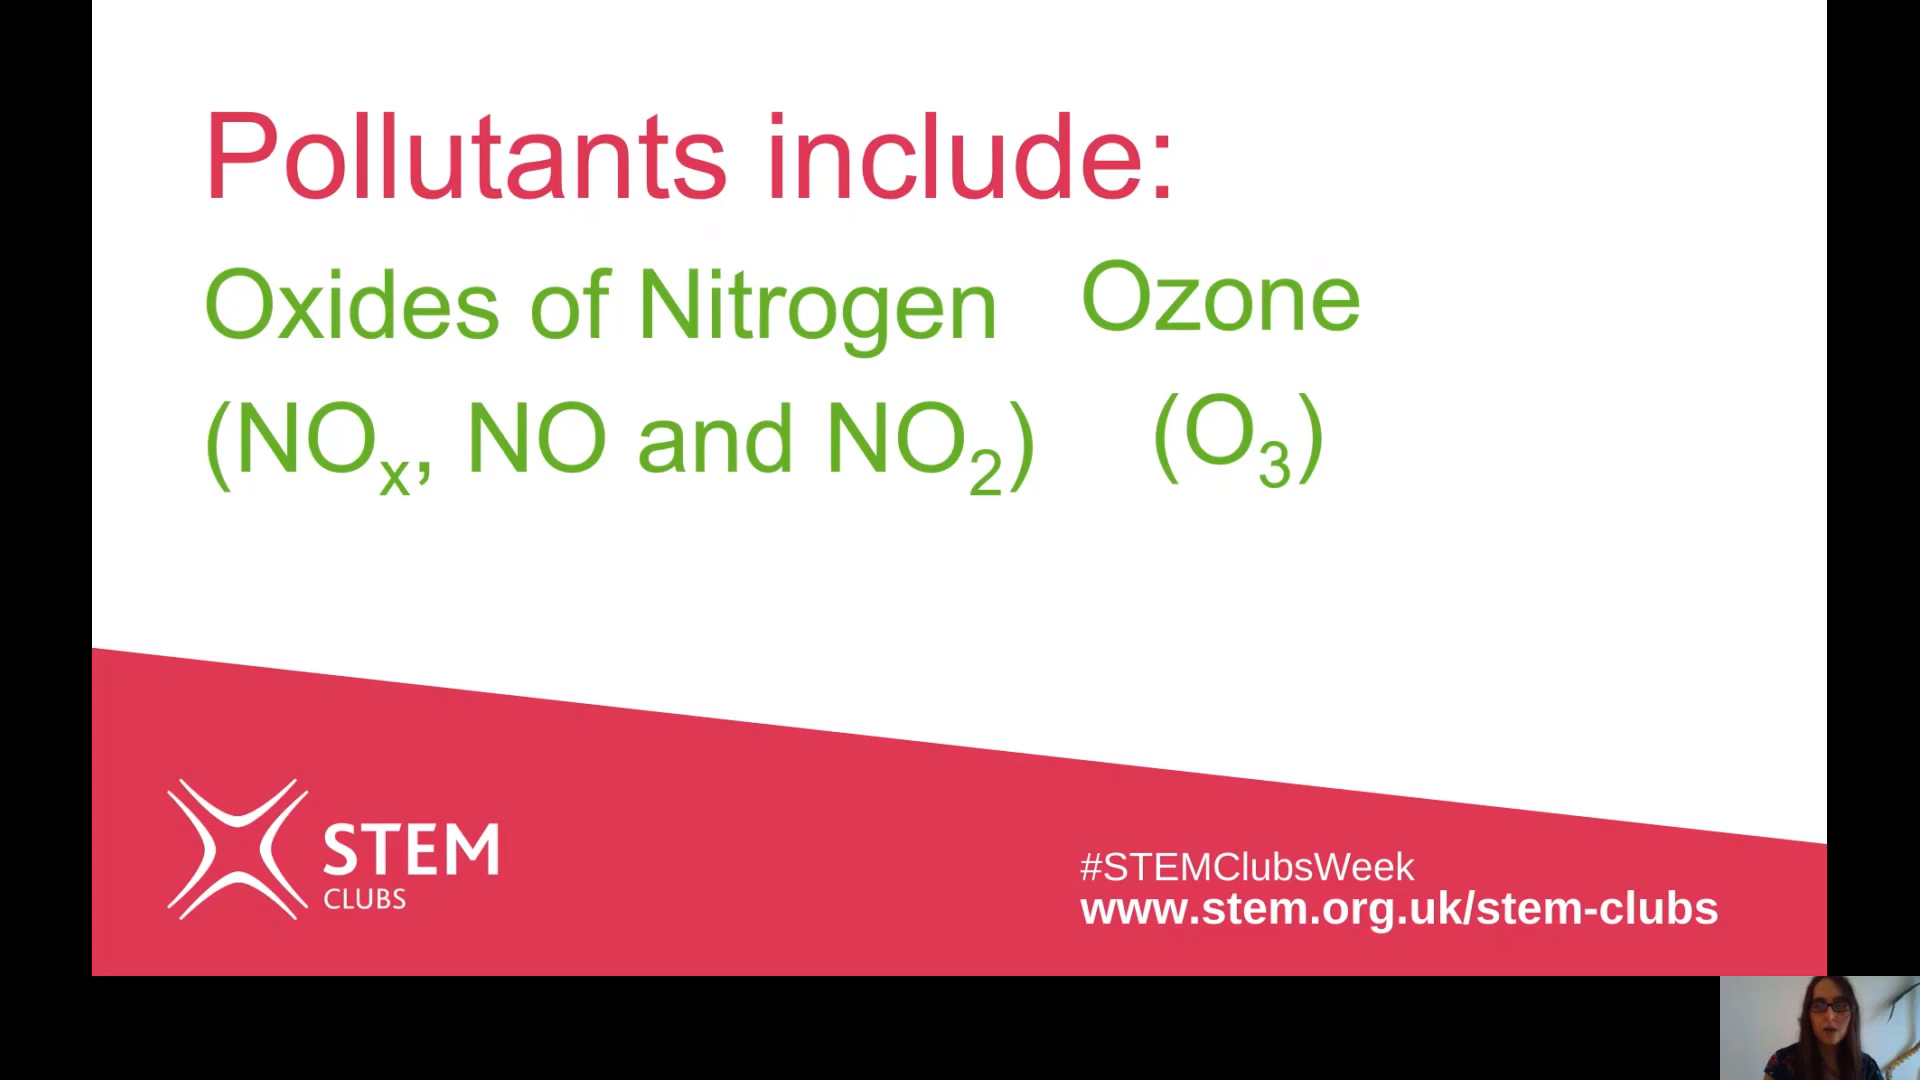 Pollutants include:
Oxides of Nitrogen
(NOₓ, NO and NO₂)
Ozone
(O₃)
STEM
CLUBS
#STEMClubsWeek
www.stem.org.uk/stem-clubs